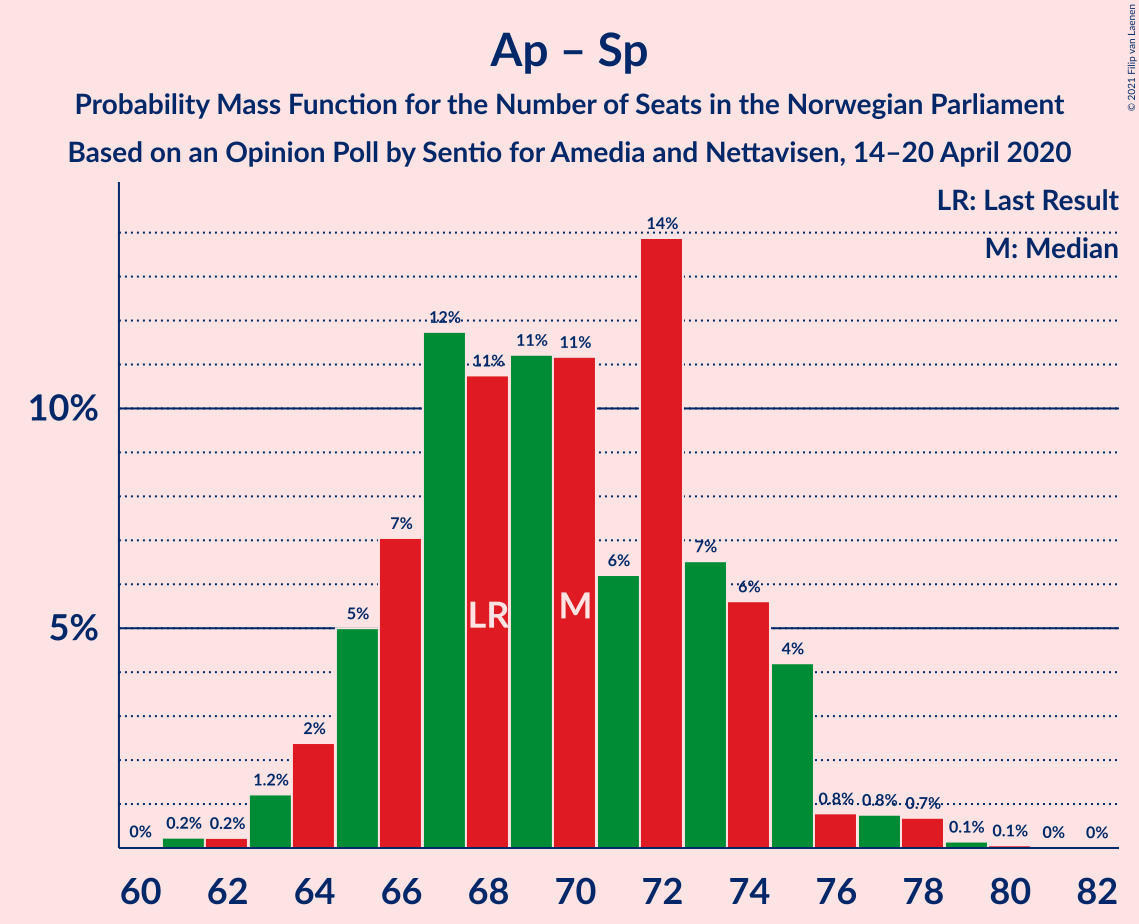 © 2021 Filip van Laenen
Ap – Sp
Probability Mass Function for the Number of Seats in the Norwegian Parliament
Based on an Opinion Poll by Sentio for Amedia and Nettavisen, 14–20 April 2020
LR: Last Result
M: Median
10%
5%
0%
0.2%
0.2%
1.2%
2%
5%
7%
12%
11%
11%
11%
6%
14%
7%
6%
4%
0.8%
0.8%
0.7%
0.1%
0.1%
0%
0%
LR
M
60 62 64 66 68 70 72 74 76 78 80 82